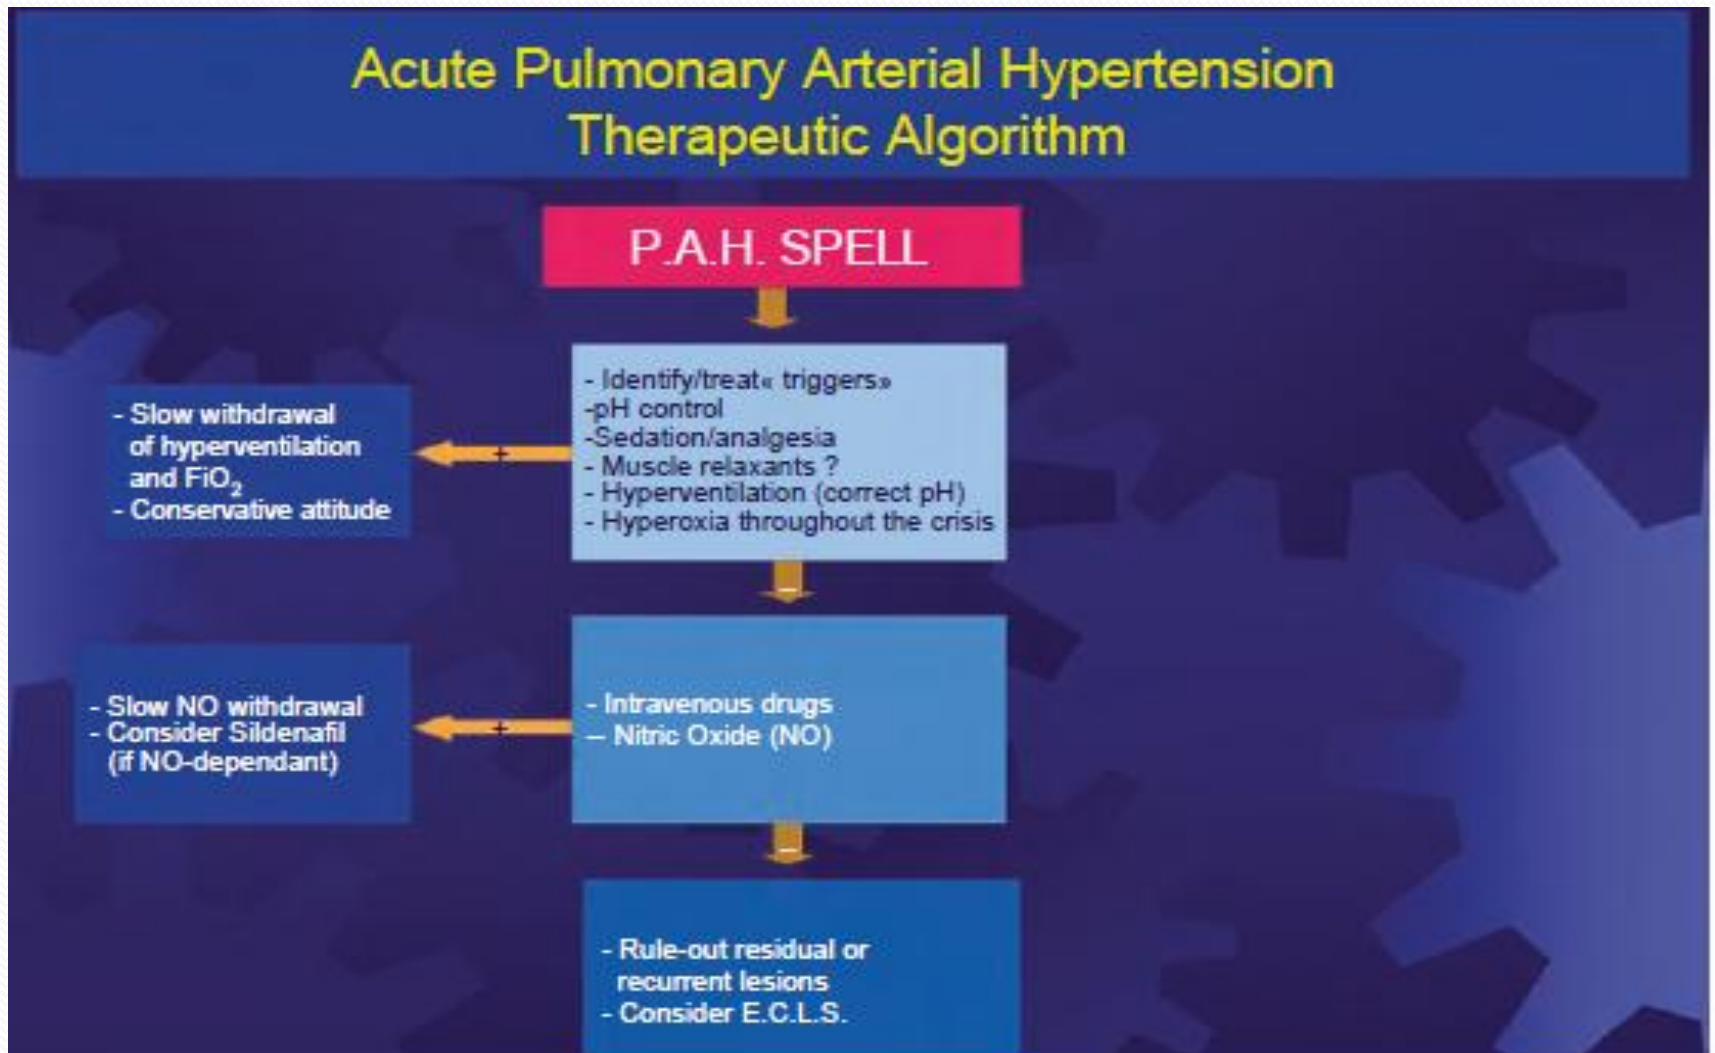 Acute Pulmonary Arterial Hypertension
Therapeutic Algorithm
P.A.H. SPELL
- Identify/treat« triggers»
-pH control
-Sedation/analgesia
- Muscle relaxants ?
- Hyperventilation (correct pH)
- Hyperoxia throughout the crisis
+
- Slow withdrawal
of hyperventilation
and FiO₂
- Conservative attitude
–
- Intravenous drugs
– Nitric Oxide (NO)
+
- Slow NO withdrawal
- Consider Sildenafil
(if NO-dependant)
–
- Rule-out residual or
recurrent lesions
- Consider E.C.L.S.